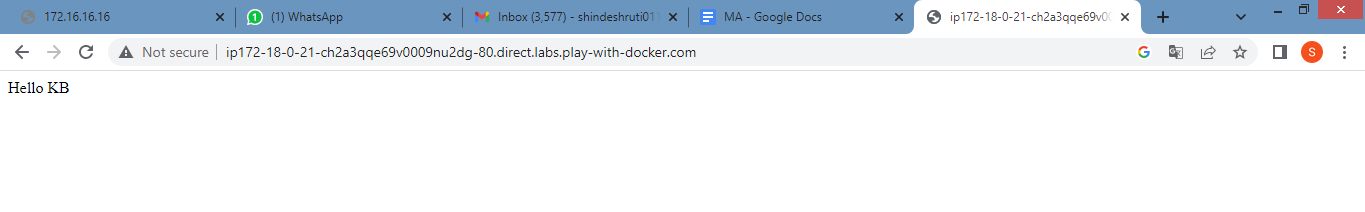 172.16.16.16
(1) WhatsApp
Inbox (3,577) - shindeshruti011
MA - Google Docs
ip172-18-0-21-ch2a3qqe69v00
Not secure
ip172-18-0-21-ch2a3qqe69v0009nu2dg-80.direct.labs.play-with-docker.com
S
Hello KB